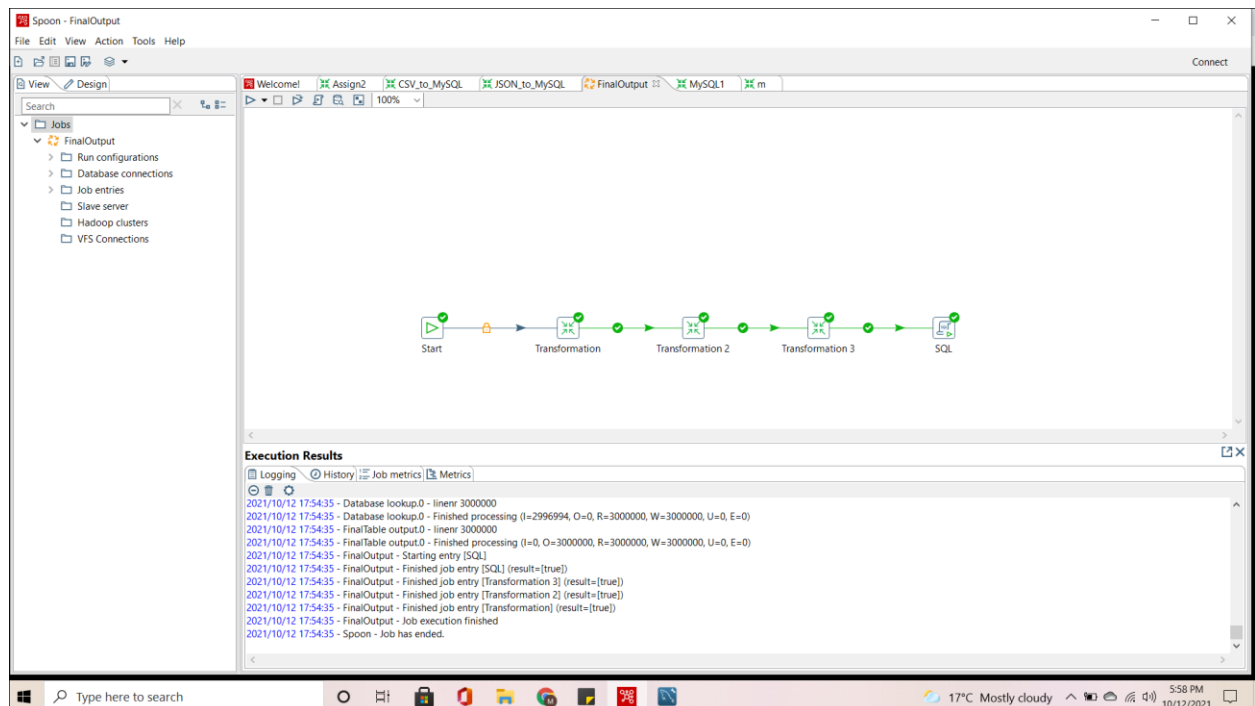 Spoon - FinalOutput
File Edit View Action Tools Help
Connect
View Design
Welcome! Assign2 CSV_to_MySQL JSON_to_MySQL FinalOutput MySQL1 m
Search
100%
Jobs
FinalOutput
Run configurations
Database connections
Job entries
Slave server
Hadoop clusters
VFS Connections
Start Transformation Transformation 2 Transformation 3 SQL
Execution Results
Logging History Job metrics Metrics
2021/10/12 17:54:35 - Database lookup.0 - linenr 3000000
2021/10/12 17:54:35 - Database lookup.0 - Finished processing (I=2996994, O=0, R=3000000, W=3000000, U=0, E=0)
2021/10/12 17:54:35 - FinalTable output.0 - linenr 3000000
2021/10/12 17:54:35 - FinalTable output.0 - Finished processing (I=0, O=3000000, R=3000000, W=3000000, U=0, E=0)
2021/10/12 17:54:35 - FinalOutput - Starting entry [SQL]
2021/10/12 17:54:35 - FinalOutput - Finished job entry [SQL] (result=[true])
2021/10/12 17:54:35 - FinalOutput - Finished job entry [Transformation 3] (result=[true])
2021/10/12 17:54:35 - FinalOutput - Finished job entry [Transformation 2] (result=[true])
2021/10/12 17:54:35 - FinalOutput - Finished job entry [Transformation] (result=[true])
2021/10/12 17:54:35 - FinalOutput - Job execution finished
2021/10/12 17:54:35 - Spoon - Job has ended.
Type here to search
17°C Mostly cloudy
5:58 PM
10/12/2021